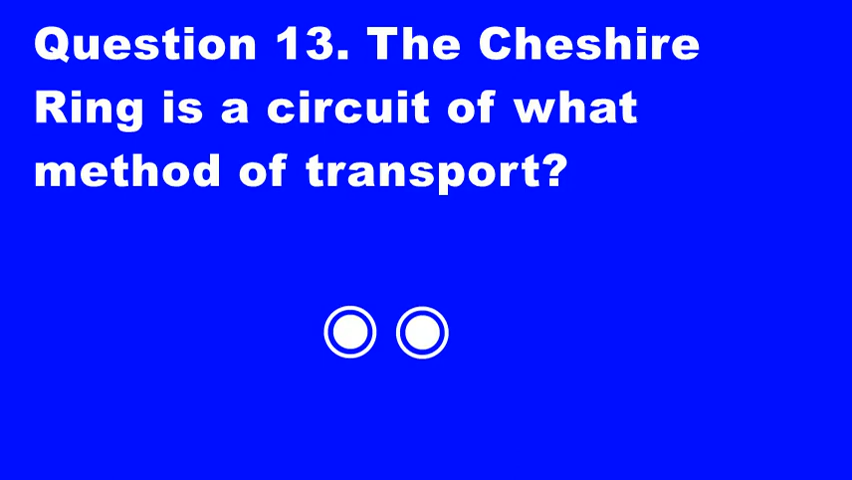 Question 13. The Cheshire
Ring is a circuit of what
method of transport?